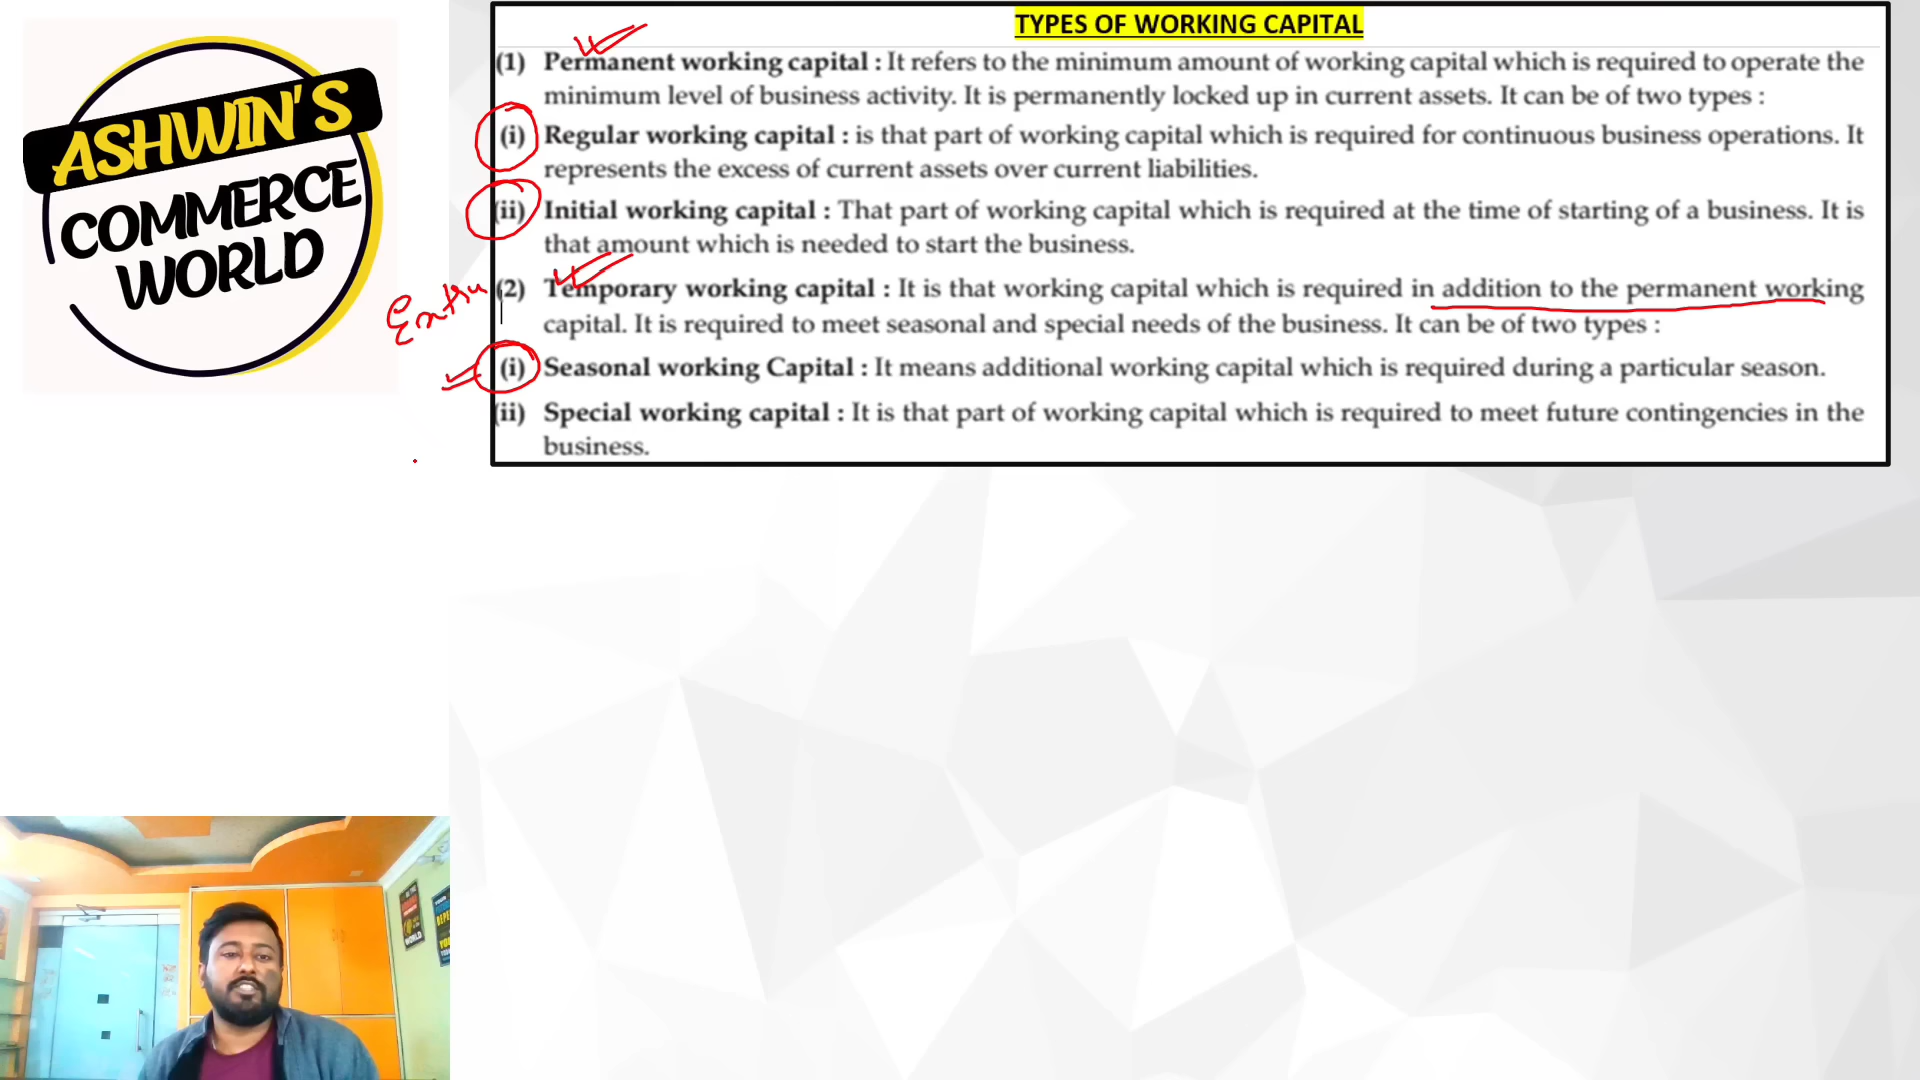 ASHWIN'S
COMMERCE
WORLD
TYPES OF WORKING CAPITAL
(1) Permanent working capital : It refers to the minimum amount of working capital which is required to operate the
minimum level of business activity. It is permanently locked up in current assets. It can be of two types :
(i) Regular working capital : is that part of working capital which is required for continuous business operations. It
represents the excess of current assets over current liabilities.
(ii) Initial working capital : That part of working capital which is required at the time of starting of a business. It is
that amount which is needed to start the business.
Extra
(2) Temporary working capital : It is that working capital which is required in addition to the permanent working
capital. It is required to meet seasonal and special needs of the business. It can be of two types :
(i) Seasonal working Capital : It means additional working capital which is required during a particular season.
(ii) Special working capital : It is that part of working capital which is required to meet future contingencies in the
business.